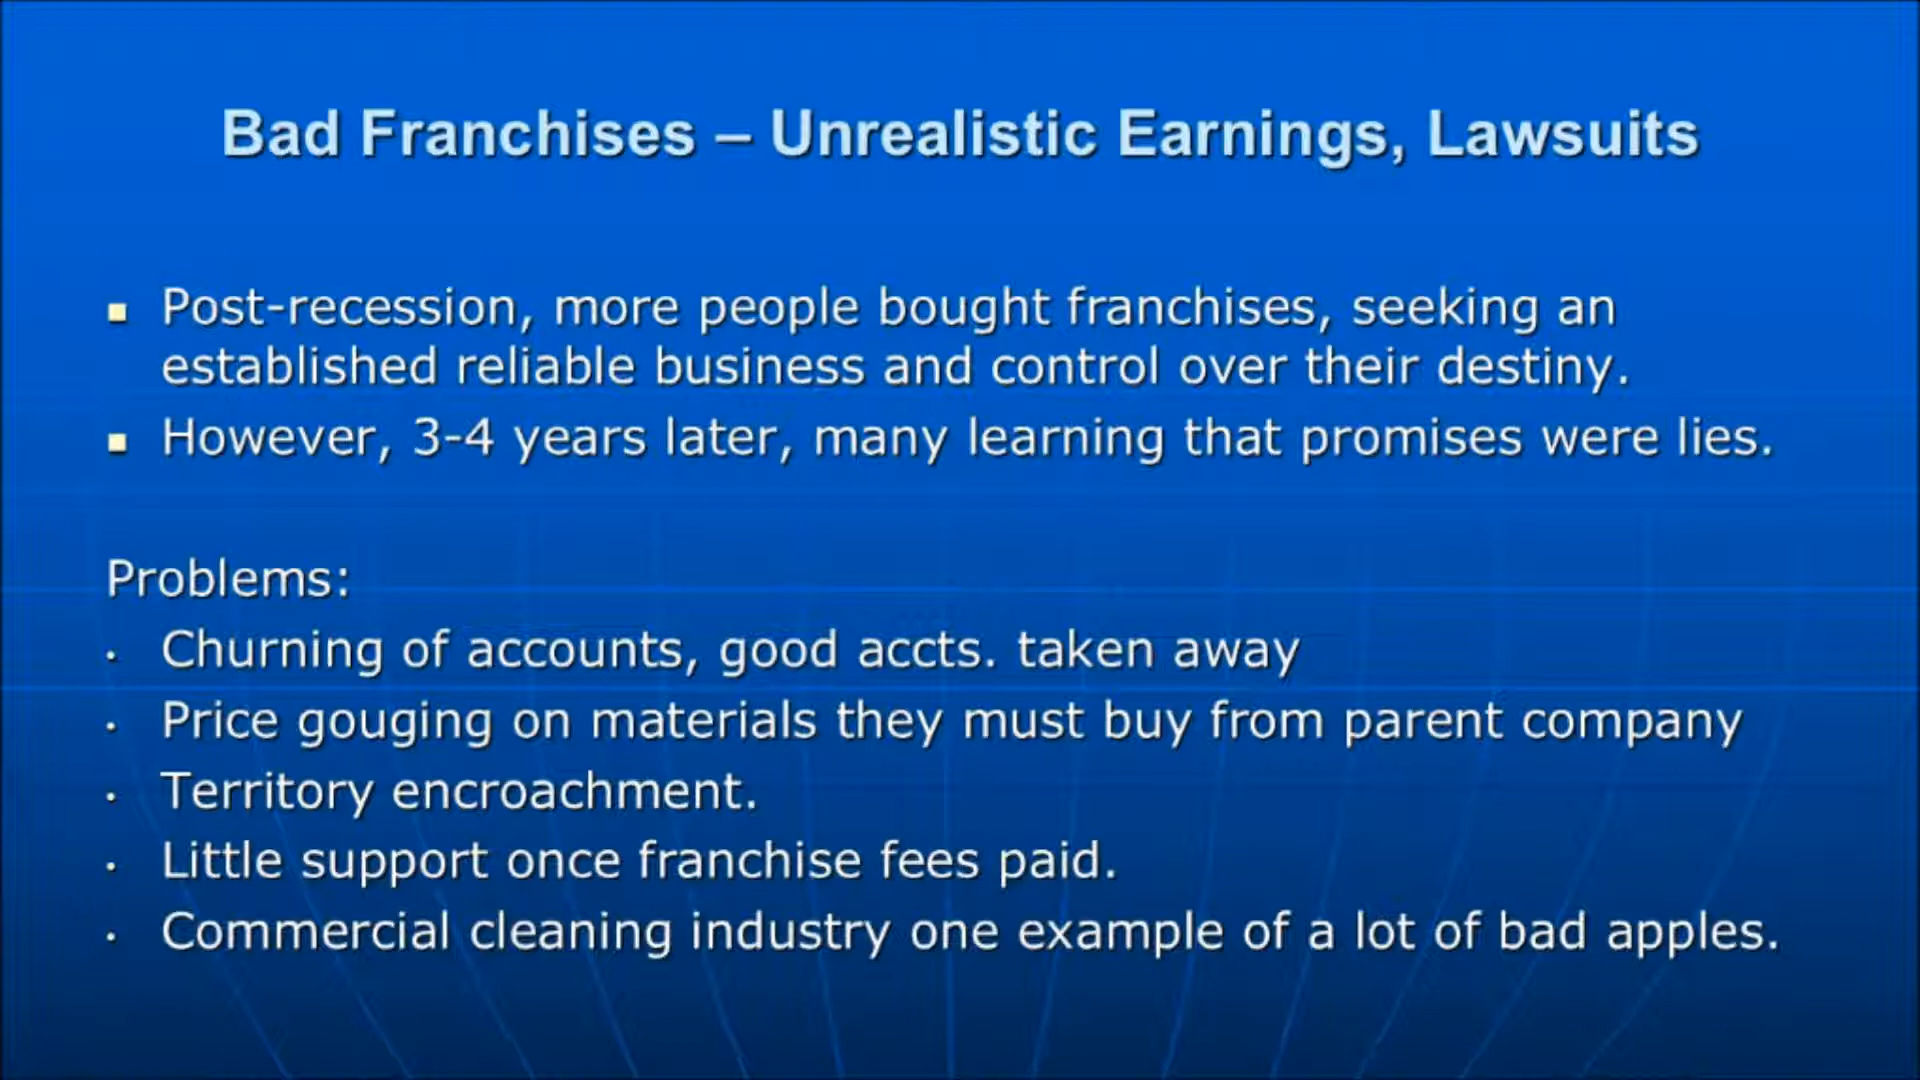 Bad Franchises – Unrealistic Earnings, Lawsuits
▪ Post-recession, more people bought franchises, seeking an
established reliable business and control over their destiny.
▪ However, 3-4 years later, many learning that promises were lies.
Problems:
· Churning of accounts, good accts. taken away
· Price gouging on materials they must buy from parent company
· Territory encroachment.
· Little support once franchise fees paid.
· Commercial cleaning industry one example of a lot of bad apples.